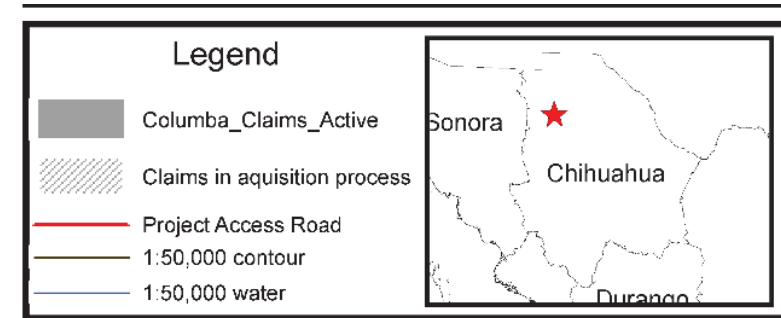 Legend
Columba_Claims_Active
Claims in aquisition process
Project Access Road
1:50,000 contour
1:50,000 water
Sonora
Chihuahua
Durango